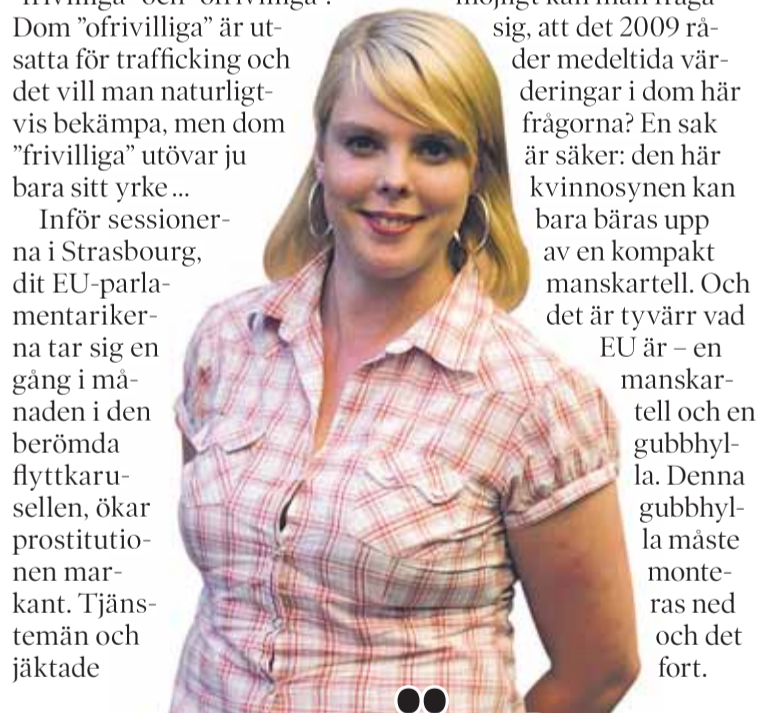 Dom ”ofrivilliga” är ut-
satta för trafficking och
det vill man naturligt-
vis bekämpa, men dom
”frivilliga” utövar ju
bara sitt yrke ...
Inför sessioner-
na i Strasbourg,
dit EU-parla-
mentariker-
na tar sig en
gång i må-
naden i den
berömda
flyttkaru-
sellen, ökar
prostitutio-
nen mar-
kant. Tjäns-
temän och
jäktade
sig, att det 2009 rå-
der medeltida vär-
deringar i dom här
frågorna? En sak
är säker: den här
kvinnosynen kan
bara bäras upp
av en kompakt
manskartell. Och
det är tyvärr vad
EU är – en
manskar-
tell och en
gubbhyl-
la. Denna
gubbhyl-
la måste
monte-
ras ned
och det
fort.